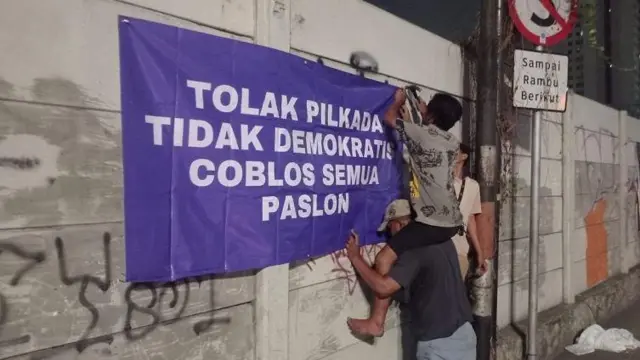 TOLAK PILKADA
TIDAK DEMOKRATIS
COBLOS SEMUA
PASLON
Sampai
Rambu
Berikut